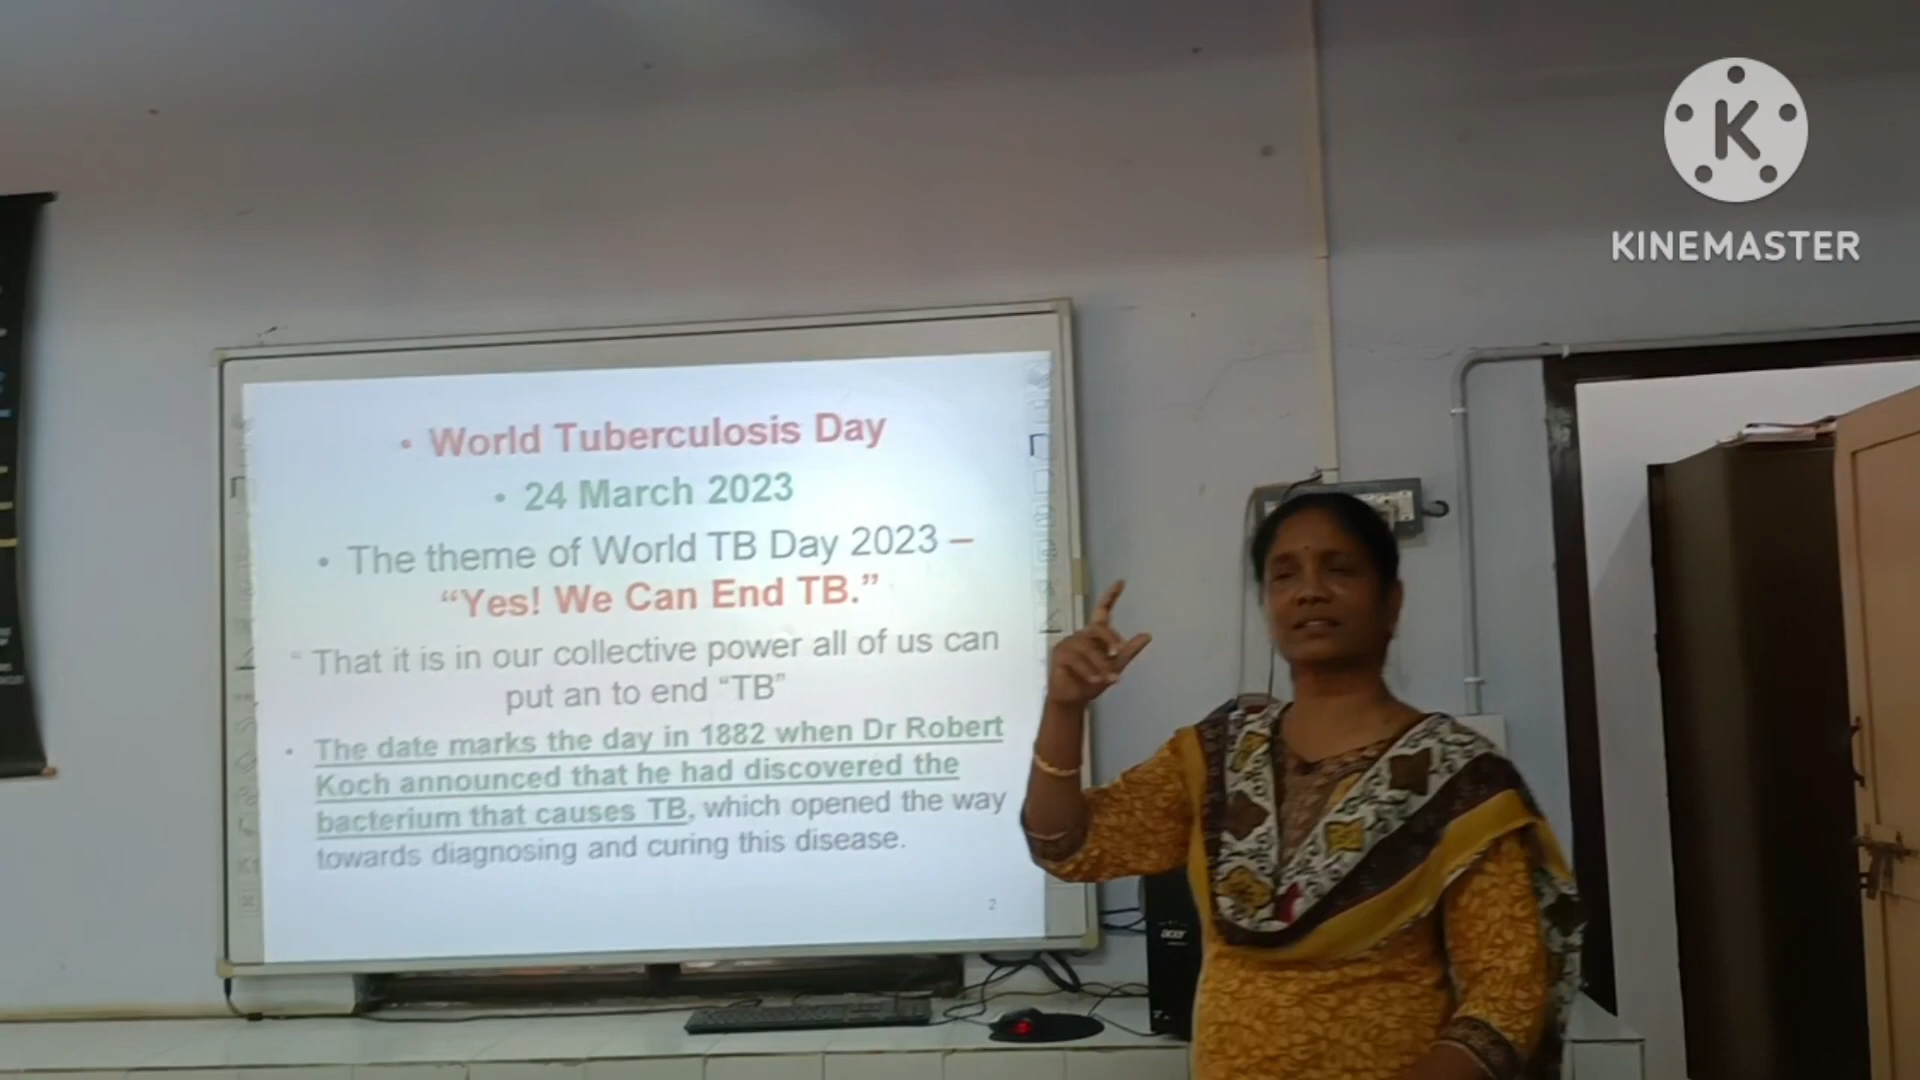 K
KINEMASTER
• World Tuberculosis Day
• 24 March 2023
• The theme of World TB Day 2023 –
“Yes! We Can End TB.”
“ That it is in our collective power all of us can
put an to end “TB”
• The date marks the day in 1882 when Dr Robert
Koch announced that he had discovered the
bacterium that causes TB, which opened the way
towards diagnosing and curing this disease.
2
acer